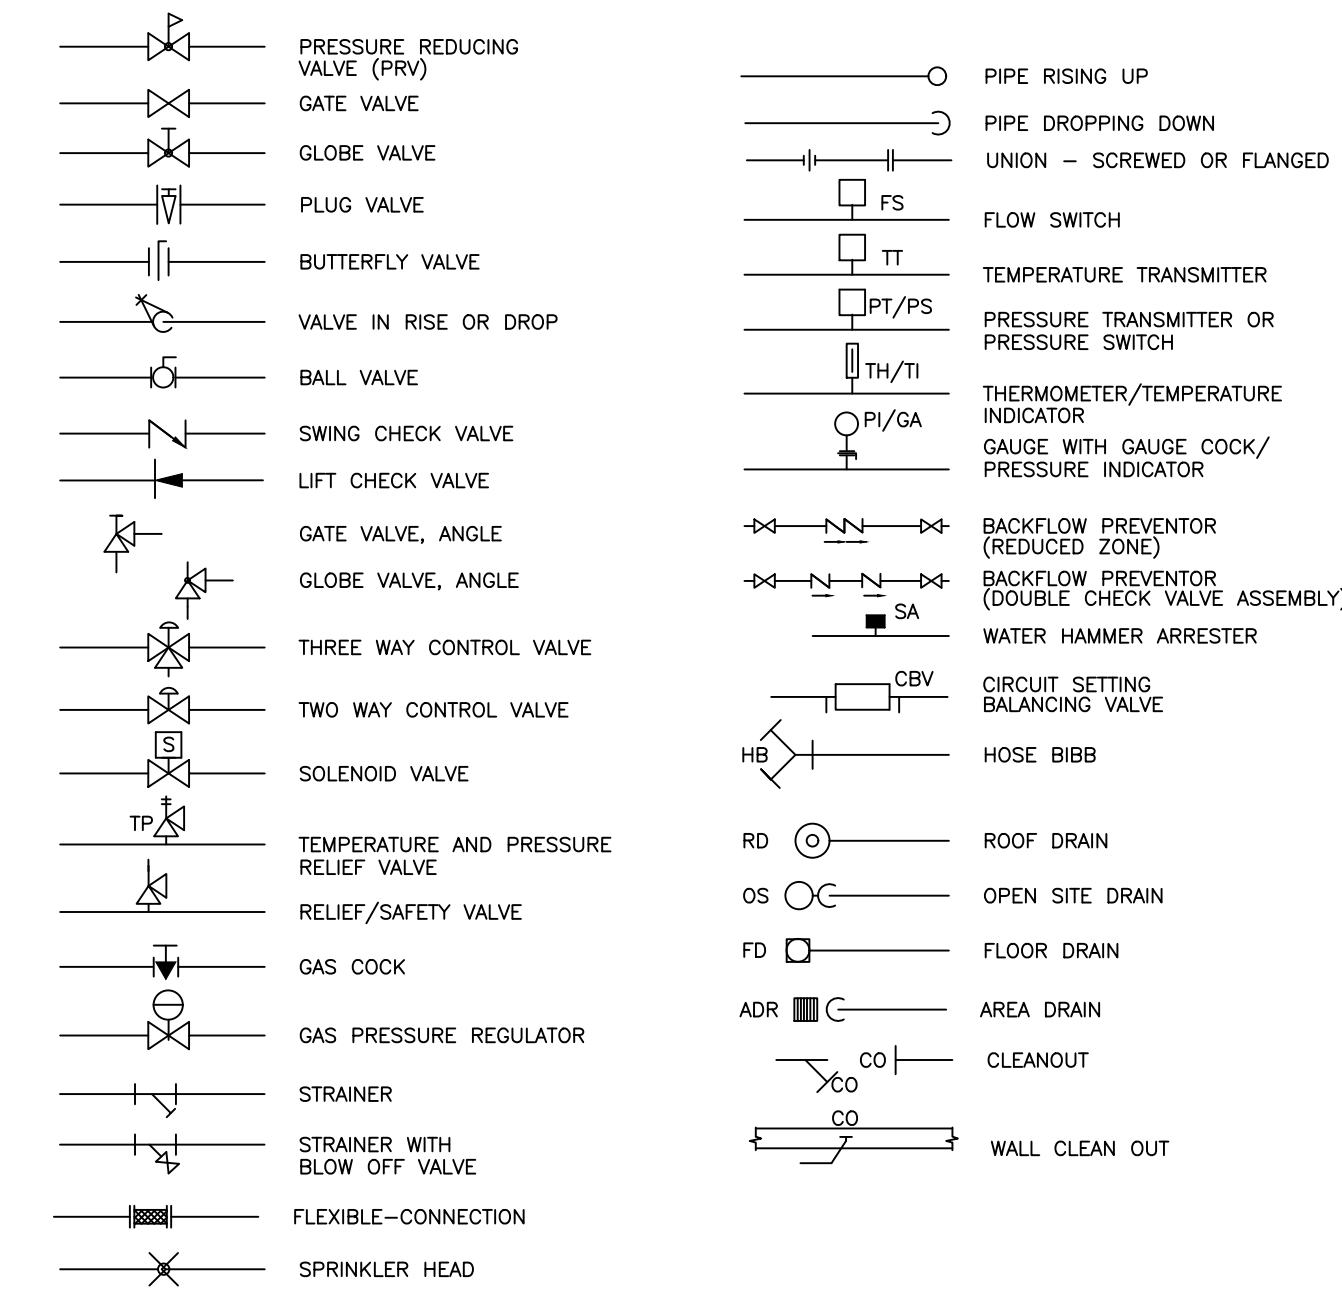 PRESSURE REDUCING
VALVE (PRV)
GATE VALVE
GLOBE VALVE
PLUG VALVE
BUTTERFLY VALVE
VALVE IN RISE OR DROP
BALL VALVE
SWING CHECK VALVE
LIFT CHECK VALVE
GATE VALVE, ANGLE
GLOBE VALVE, ANGLE
THREE WAY CONTROL VALVE
TWO WAY CONTROL VALVE
S
SOLENOID VALVE
TP
TEMPERATURE AND PRESSURE
RELIEF VALVE
RELIEF/SAFETY VALVE
GAS COCK
GAS PRESSURE REGULATOR
STRAINER
STRAINER WITH
BLOW OFF VALVE
FLEXIBLE-CONNECTION
SPRINKLER HEAD
PIPE RISING UP
PIPE DROPPING DOWN
UNION - SCREWED OR FLANGED
FS
FLOW SWITCH
TT
TEMPERATURE TRANSMITTER
PT/PS
PRESSURE TRANSMITTER OR
PRESSURE SWITCH
TH/TI
THERMOMETER/TEMPERATURE
INDICATOR
PI/GA
GAUGE WITH GAUGE COCK/
PRESSURE INDICATOR
BACKFLOW PREVENTOR
(REDUCED ZONE)
BACKFLOW PREVENTOR
(DOUBLE CHECK VALVE ASSEMBLY)
SA
WATER HAMMER ARRESTER
CBV
CIRCUIT SETTING
BALANCING VALVE
HB
HOSE BIBB
RD
ROOF DRAIN
OS
OPEN SITE DRAIN
FD
FLOOR DRAIN
ADR
AREA DRAIN
CO
CO
CLEANOUT
CO
WALL CLEAN OUT